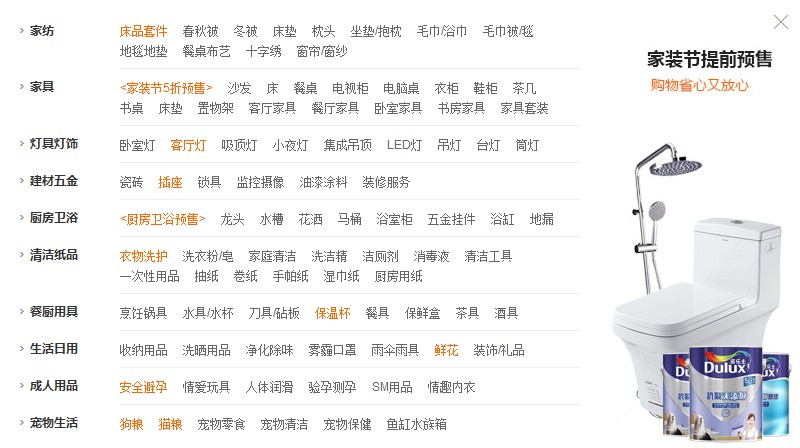 家纺 床品套件 春秋被 冬被 床垫 枕头 坐垫/抱枕 毛巾/浴巾 毛巾被/毯
地毯地垫 餐桌布艺 十字绣 窗帘/窗纱
家装节提前预售
购物省心又放心
家具 <家装节5折预售> 沙发 床 餐桌 电视柜 电脑桌 衣柜 鞋柜 茶几
书桌 床垫 置物架 客厅家具 餐厅家具 卧室家具 书房家具 家具套装
灯具灯饰 卧室灯 客厅灯 吸顶灯 小夜灯 集成吊顶 LED灯 吊灯 台灯 筒灯
建材五金 瓷砖 插座 锁具 监控摄像 油漆涂料 装修服务
厨房卫浴 <厨房卫浴预售> 龙头 水槽 花洒 马桶 浴室柜 五金挂件 浴缸 地漏
清洁纸品 衣物洗护 洗衣粉/皂 家庭清洁 洗洁精 洁厕剂 消毒液 清洁工具
一次性用品 抽纸 卷纸 手帕纸 湿巾纸 厨房用纸
餐厨用具 烹饪锅具 水具/水杯 刀具/砧板 保温杯 餐具 保鲜盒 茶具 酒具
生活日用 收纳用品 洗晒用品 净化除味 雾霾口罩 雨伞雨具 鲜花 装饰/礼品
成人用品 安全避孕 情爱玩具 人体润滑 验孕测孕 SM用品 情趣内衣
宠物生活 狗粮 猫粮 宠物零食 宠物清洁 宠物保健 鱼缸水族箱
多乐士
Dulux